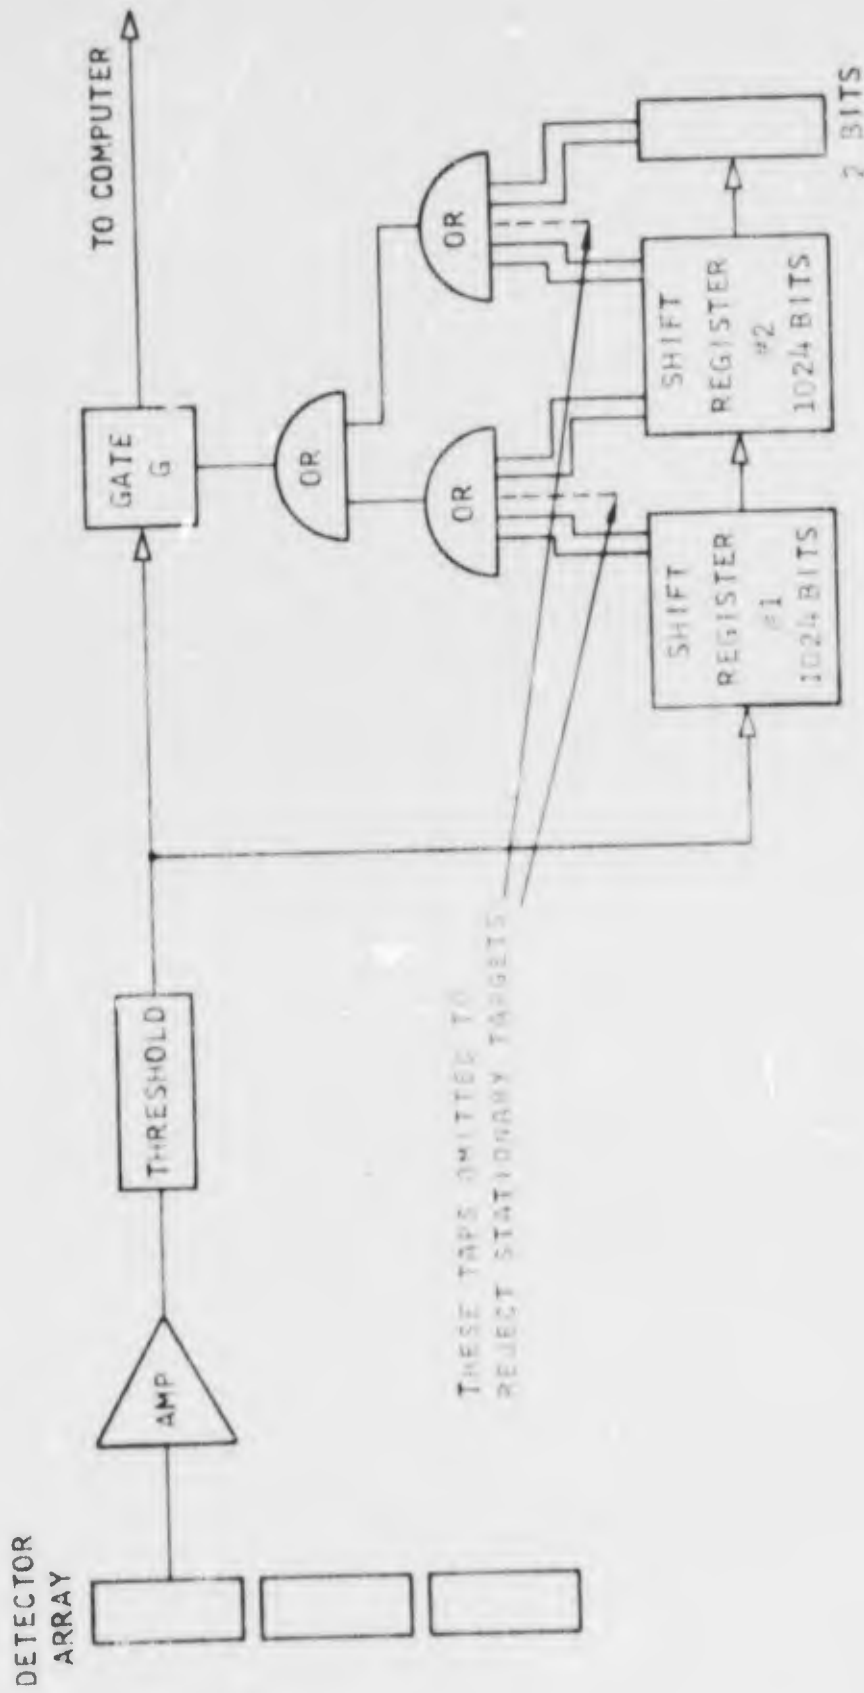 DETECTOR
ARRAY
AMP
THRESHOLD
GATE
G
TO COMPUTER
OR
OR
OR
THESE TAPS OMITTED TO
REJECT STATIONARY TARGETS
SHIFT
REGISTER
#1
1024 BITS
SHIFT
REGISTER
#2
1024 BITS
2 BITS